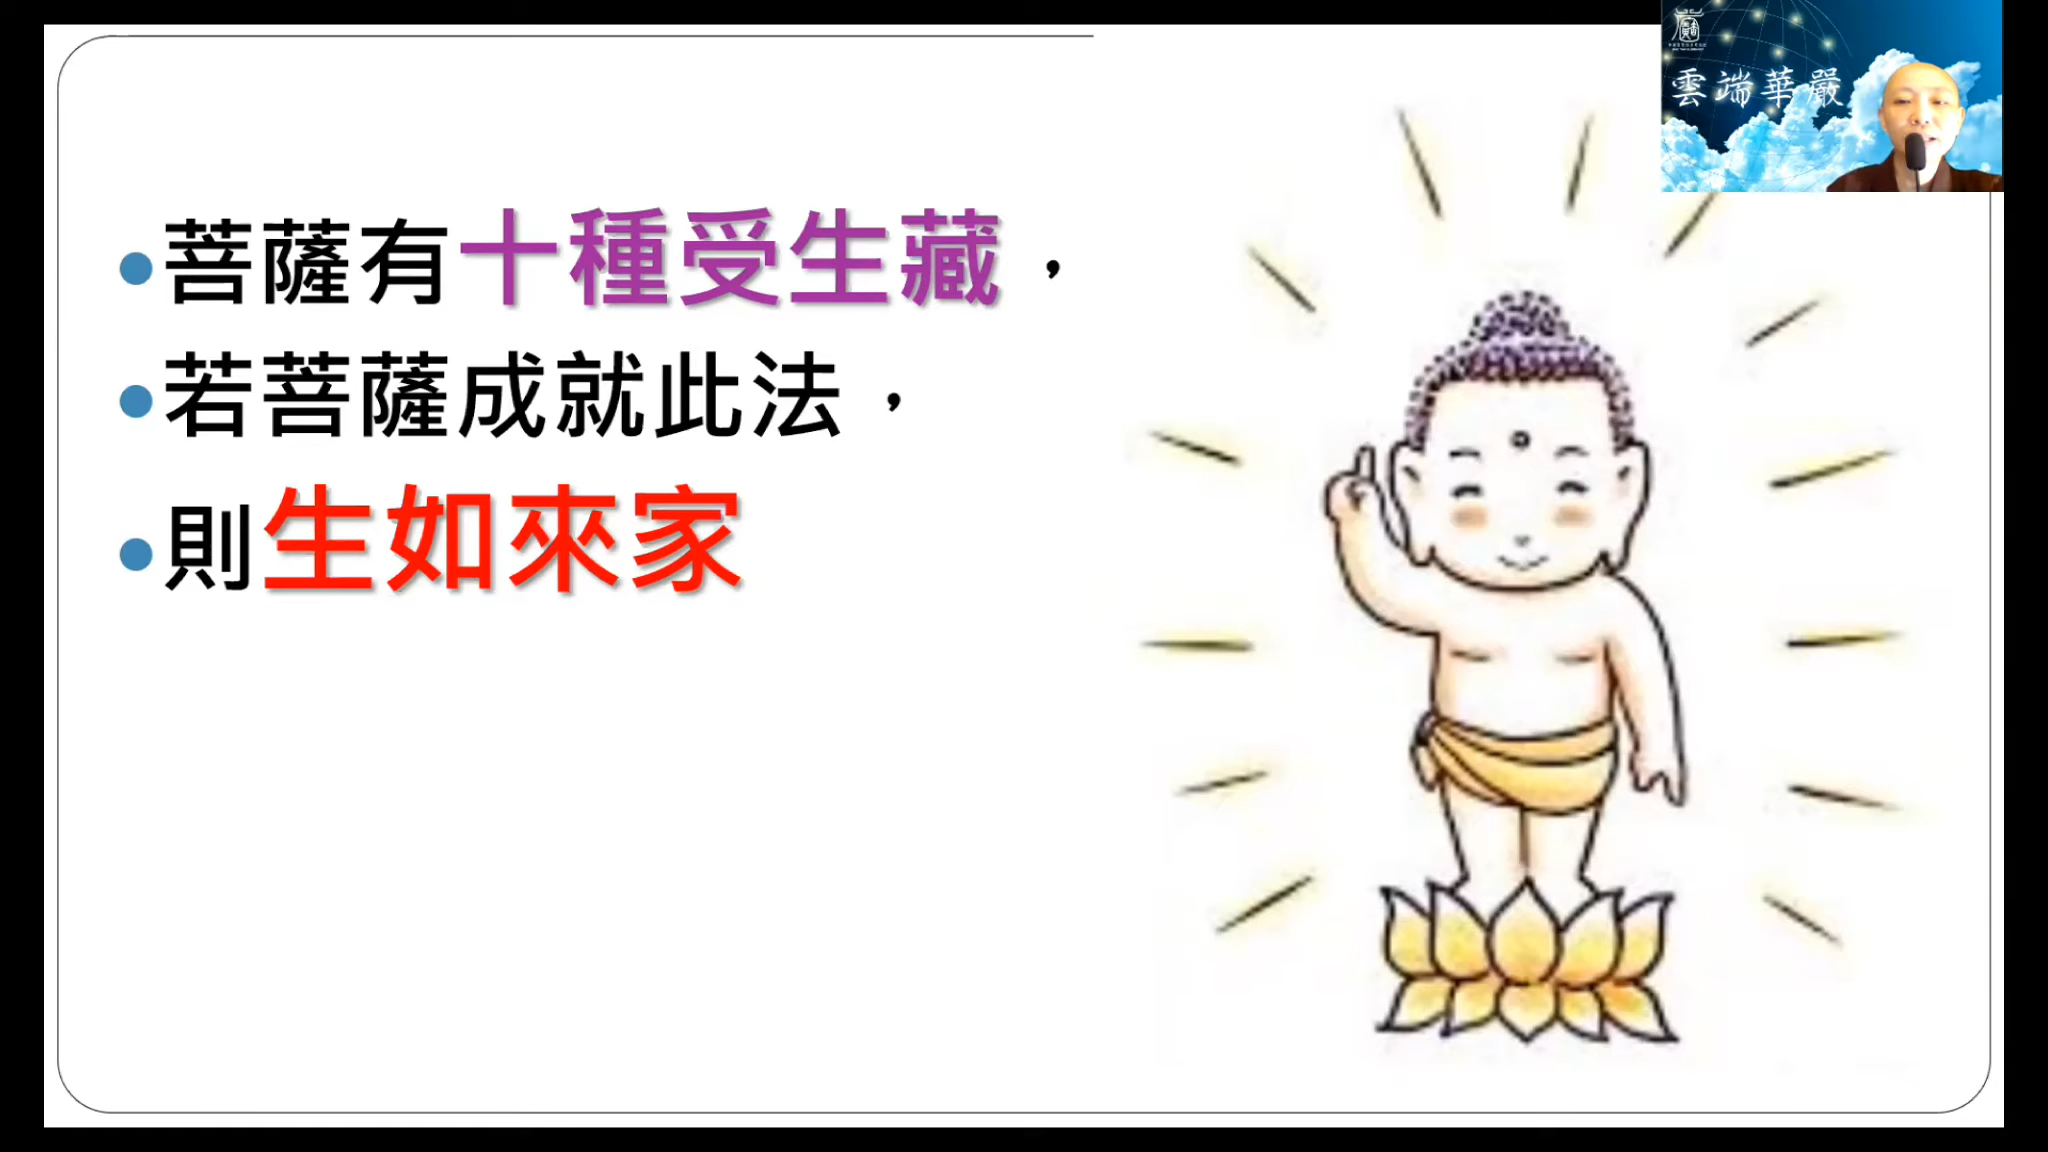 雲端華嚴
菩薩有十種受生藏，
若菩薩成就此法，
則生如來家